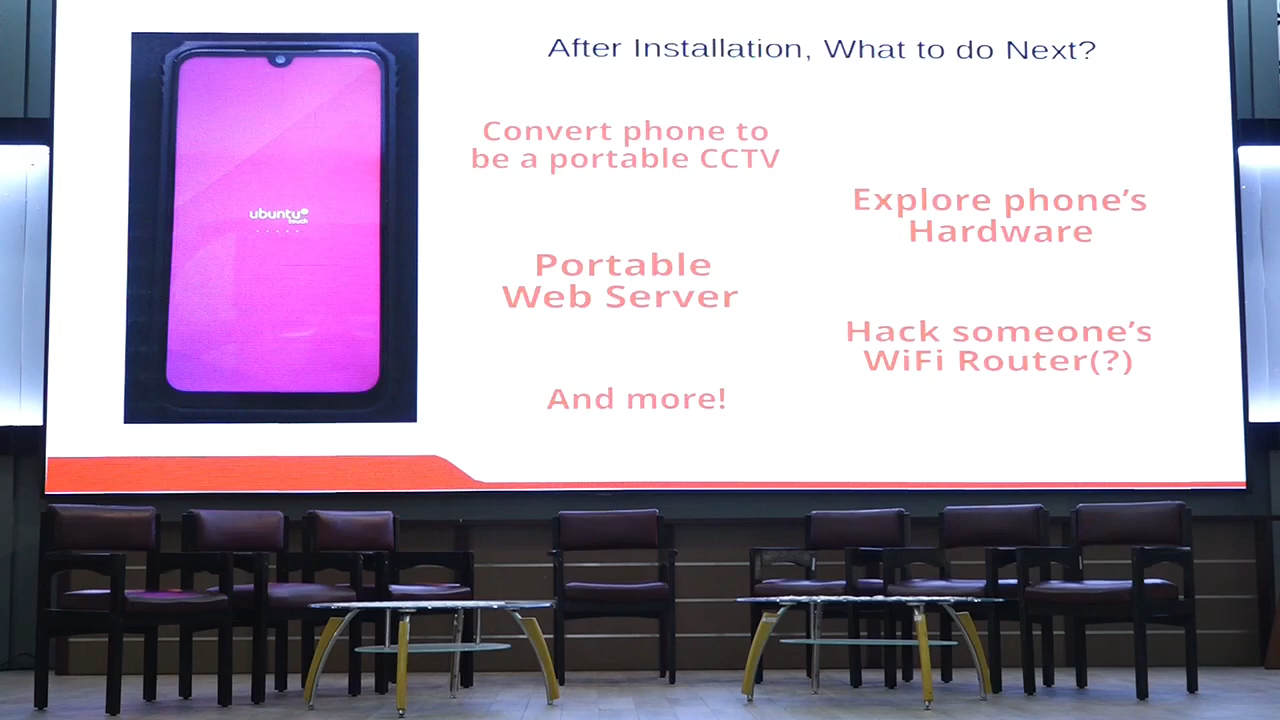 After Installation, What to do Next?
Convert phone to
be a portable CCTV
Explore phone’s
Hardware
Portable
Web Server
Hack someone’s
WiFi Router(?)
And more!
ubuntu
touch